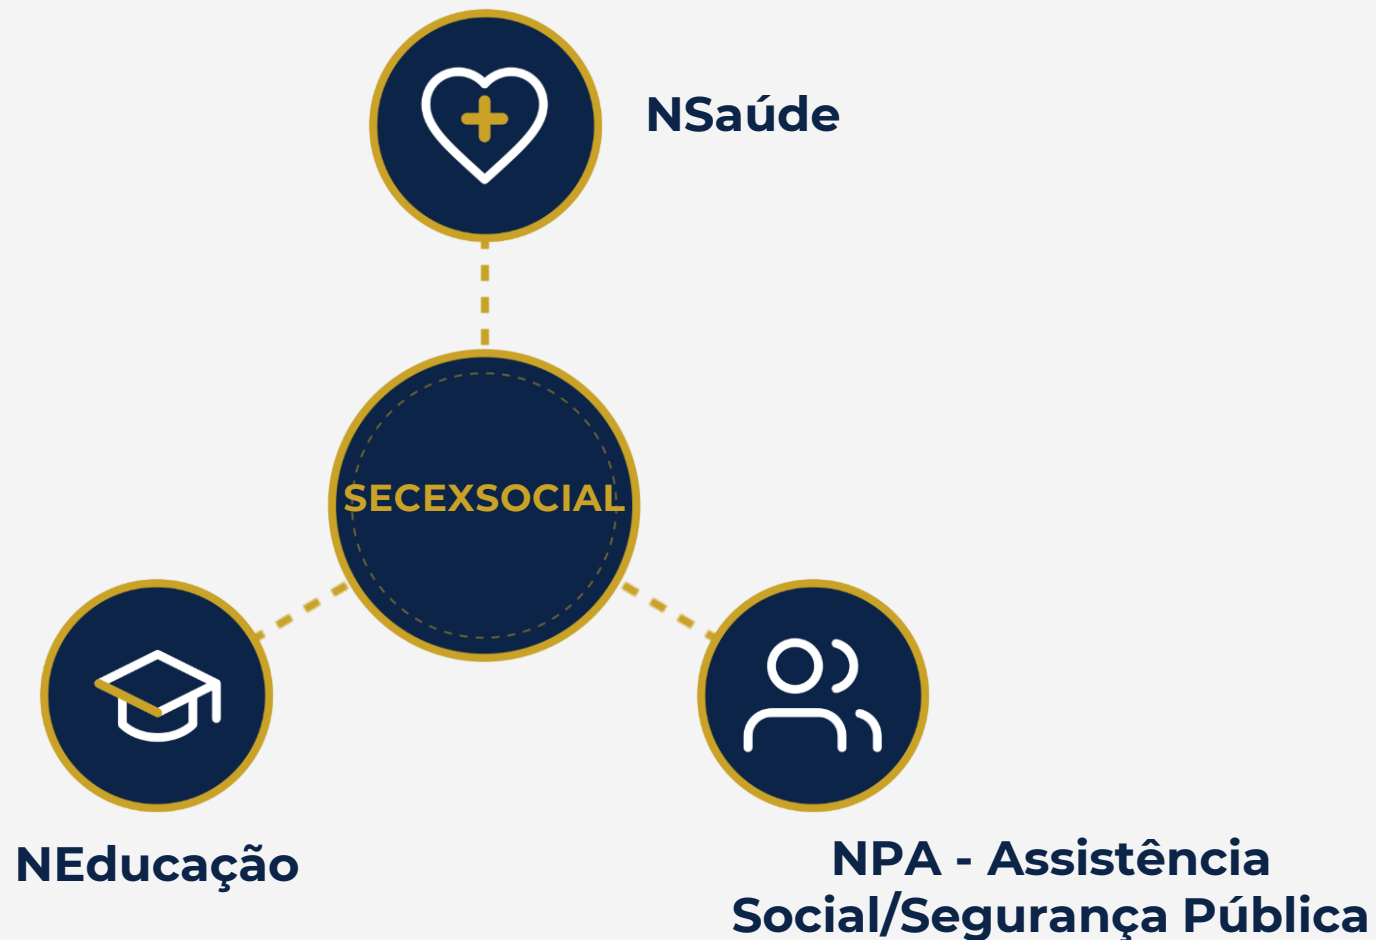 NSaúde
SECEXSOCIAL
NEducação
NPA - Assistência
Social/Segurança Pública